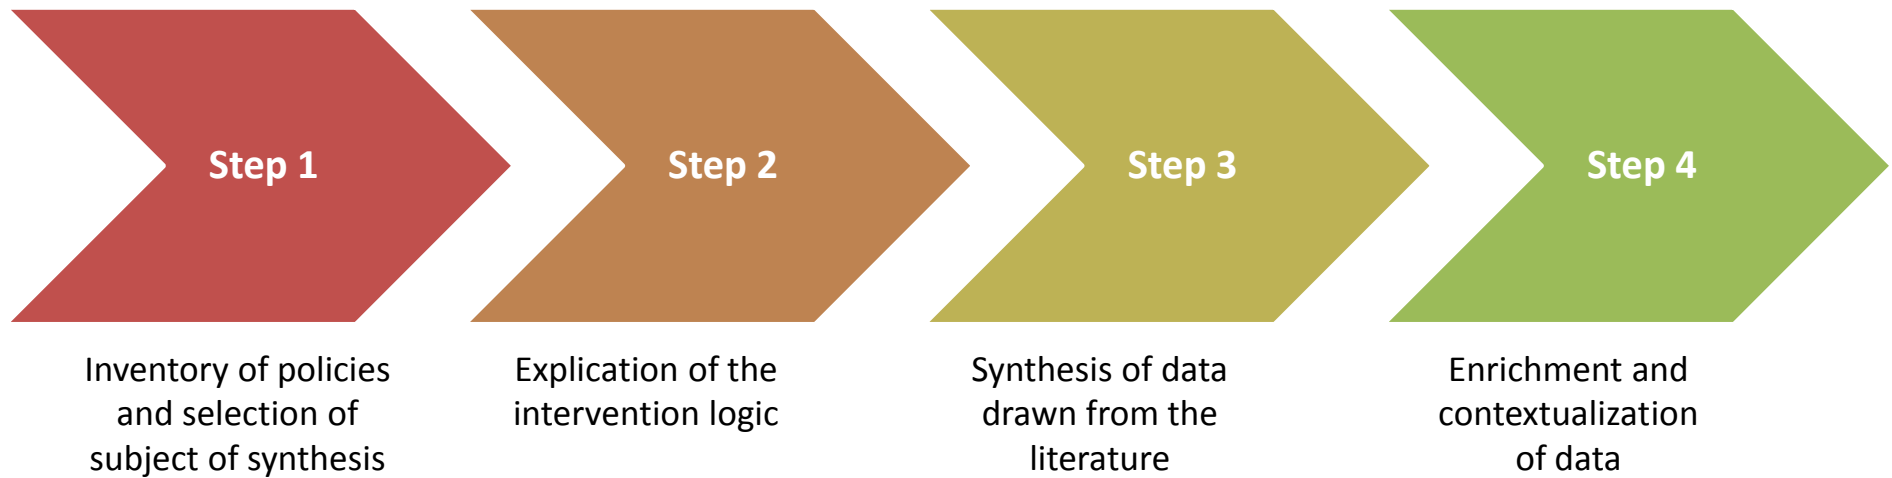 Step 1
Step 2
Step 3
Step 4
Inventory of policies
and selection of
subject of synthesis
Explication of the
intervention logic
Synthesis of data
drawn from the
literature
Enrichment and
contextualization
of data